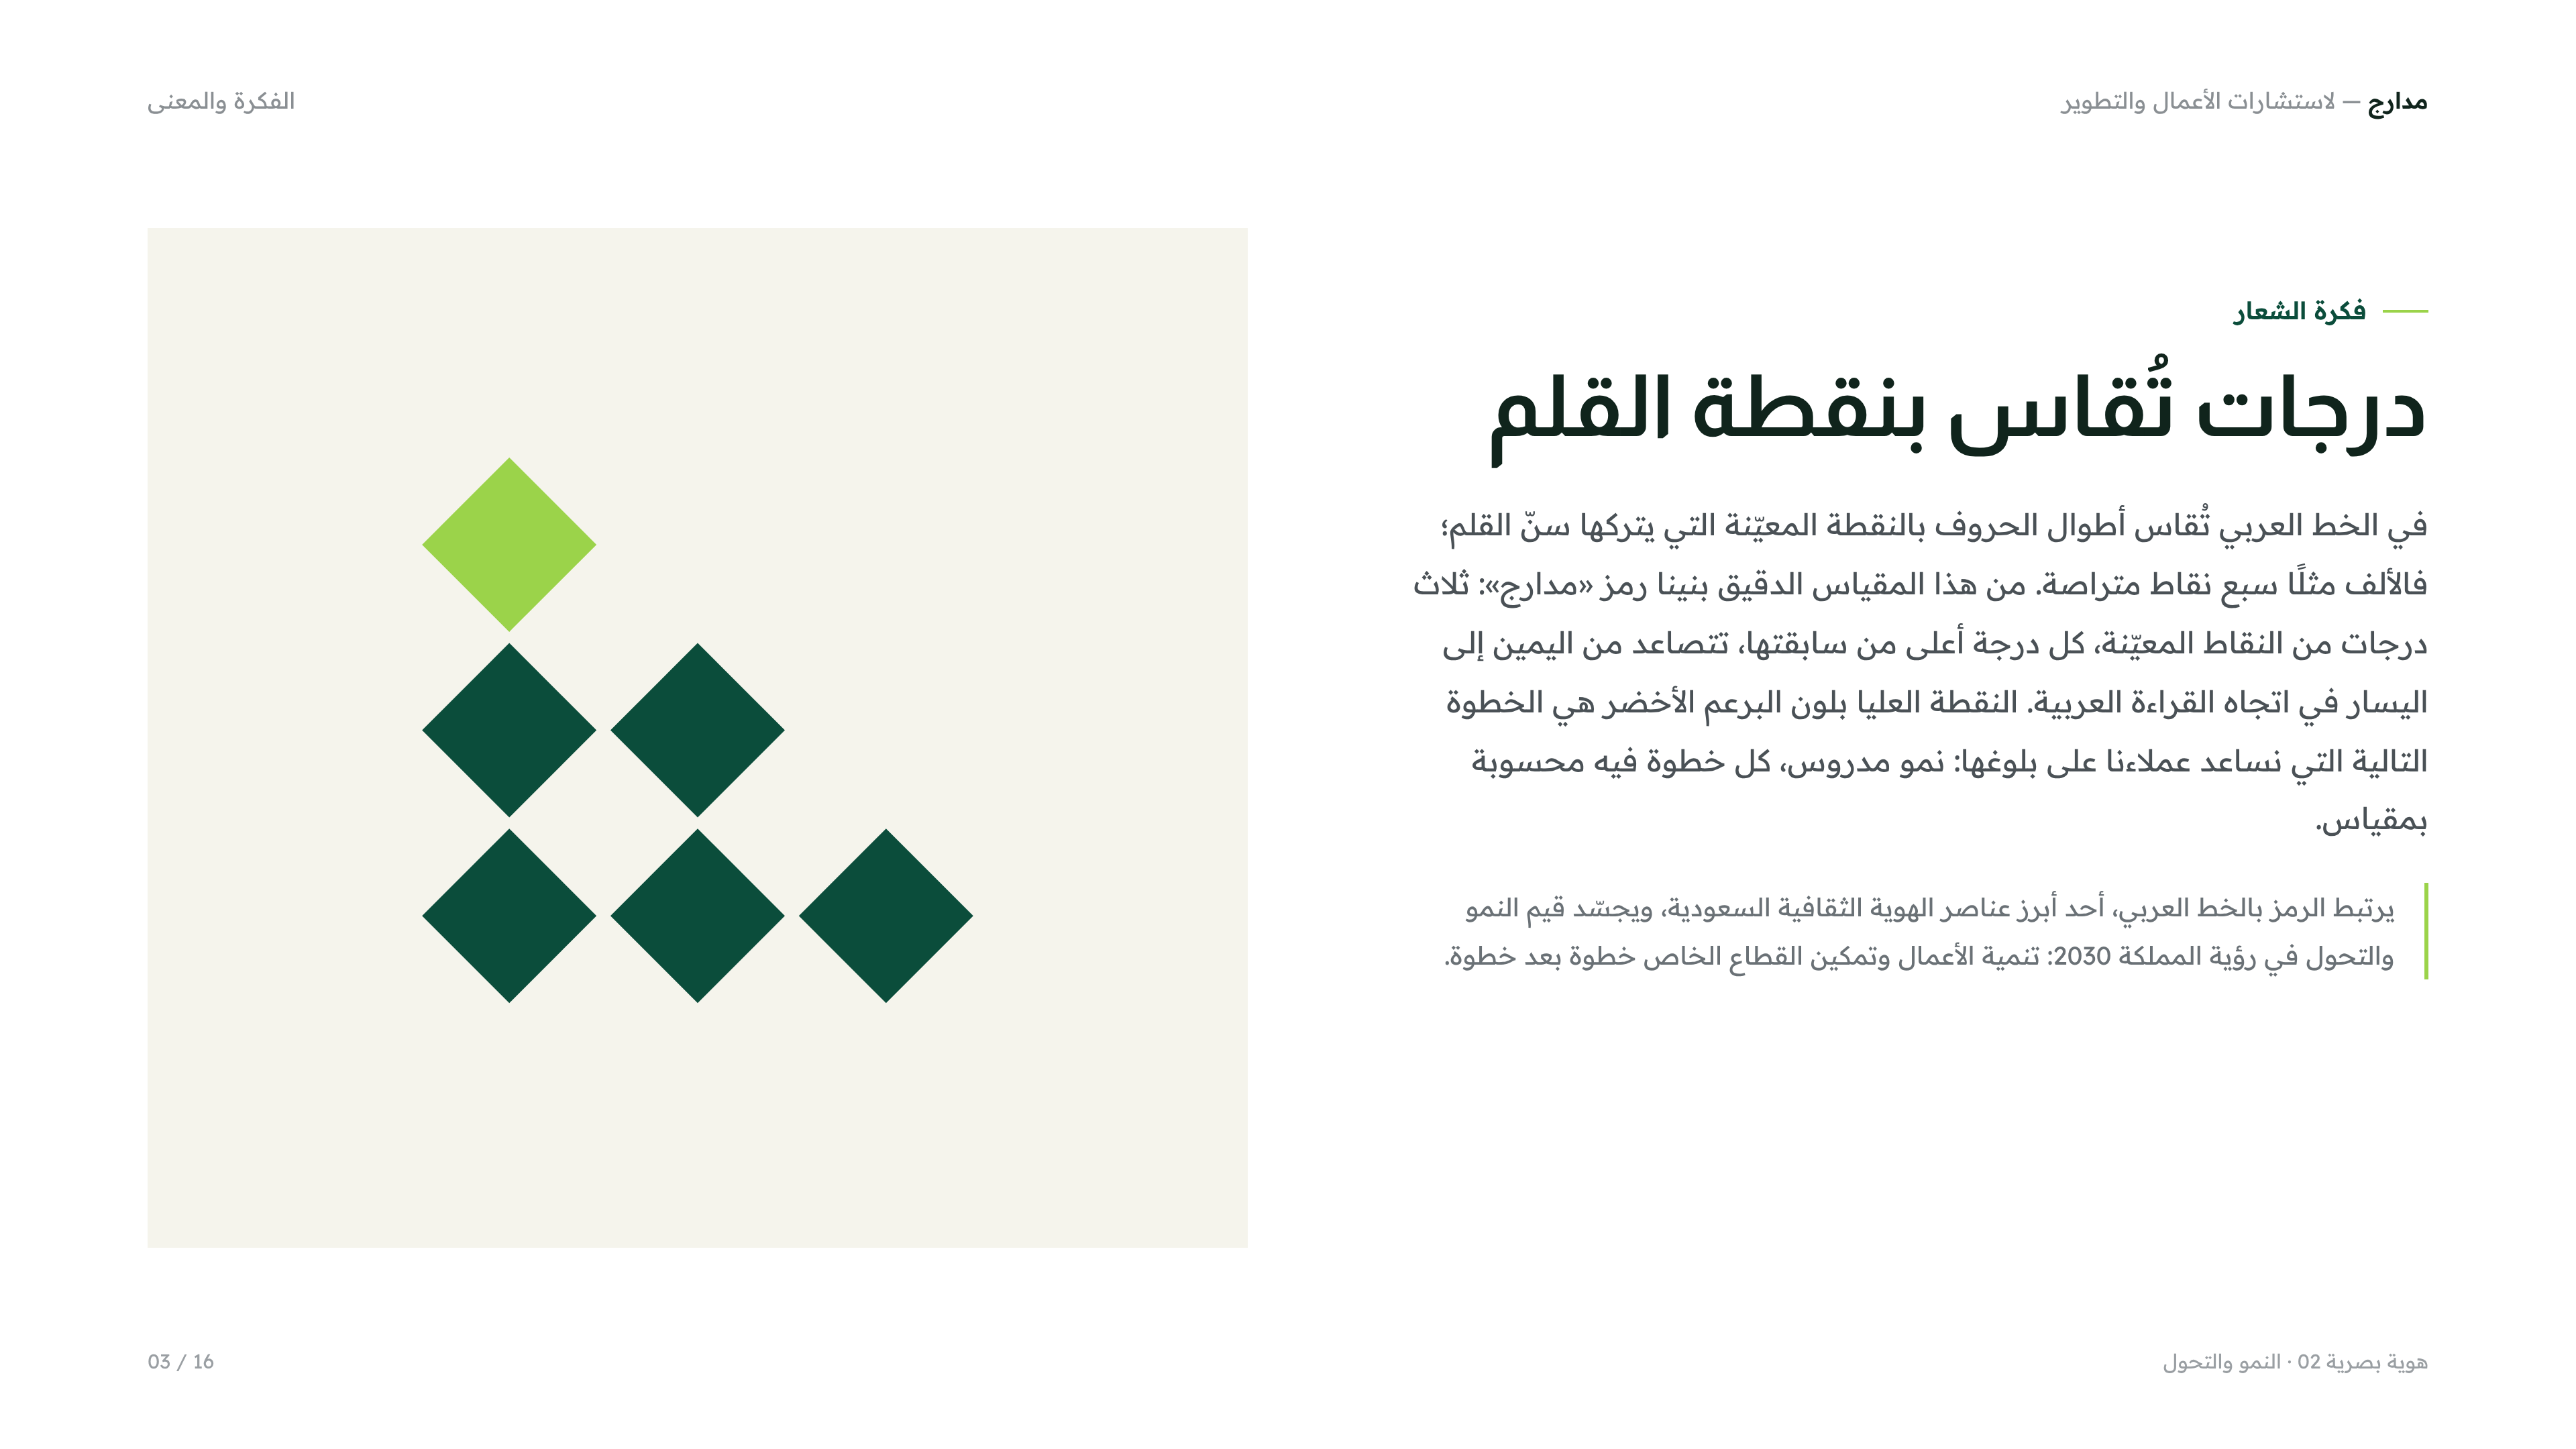 مدارج — لاستشارات الأعمال والتطوير
الفكرة والمعنى
فكرة الشعار
درجات تُقاس بنقطة القلم
في الخط العربي تُقاس أطوال الحروف بالنقطة المعيّنة التي يتركها سنّ القلم؛
فالألف مثلًا سبع نقاط متراصة. من هذا المقياس الدقيق بنينا رمز «مدارج»: ثلاث
درجات من النقاط المعيّنة، كل درجة أعلى من سابقتها، تتصاعد من اليمين إلى
اليسار في اتجاه القراءة العربية. النقطة العليا بلون البرعم الأخضر هي الخطوة
التالية التي نساعد عملاءنا على بلوغها: نمو مدروس، كل خطوة فيه محسوبة
بمقياس.
يرتبط الرمز بالخط العربي، أحد أبرز عناصر الهوية الثقافية السعودية، ويجسّد قيم النمو
والتحول في رؤية المملكة 2030: تنمية الأعمال وتمكين القطاع الخاص خطوة بعد خطوة.
هوية بصرية 02 · النمو والتحول
03 / 16